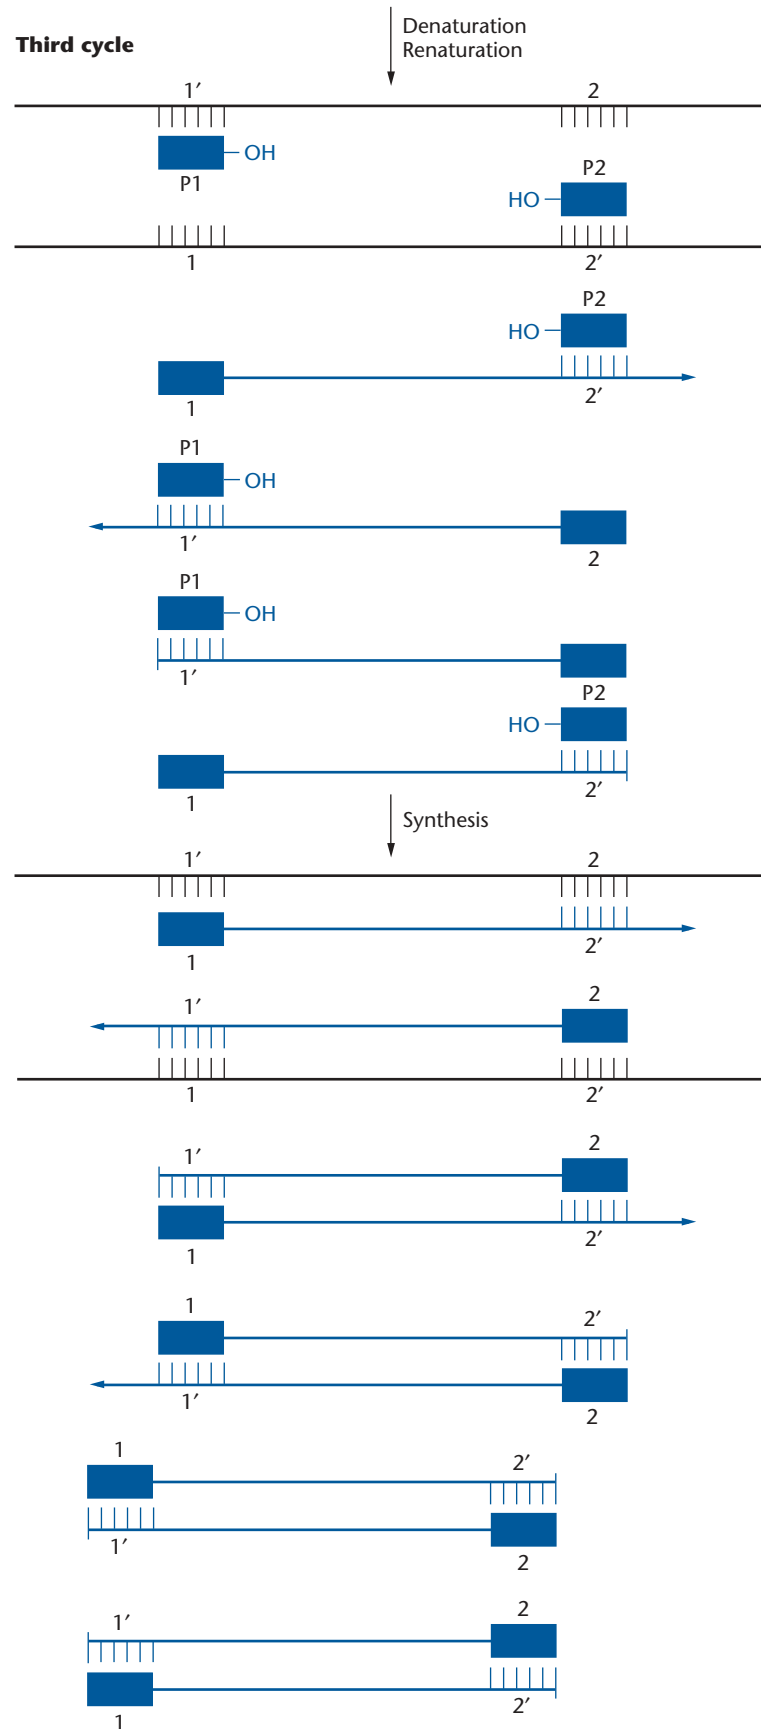 Third cycle
Denaturation
Renaturation
1′ 2
OH
P1 P2
HO
1 2′
P2
HO
1 2′
P1
OH
1′ 2
P1
OH
1′
P2
HO
1 2′
Synthesis
1′ 2
1 2′
1′ 2
1 2′
1′ 2
1 2′
1 2′
1′ 2
1 2′
1′ 2
1′ 2
1 2′